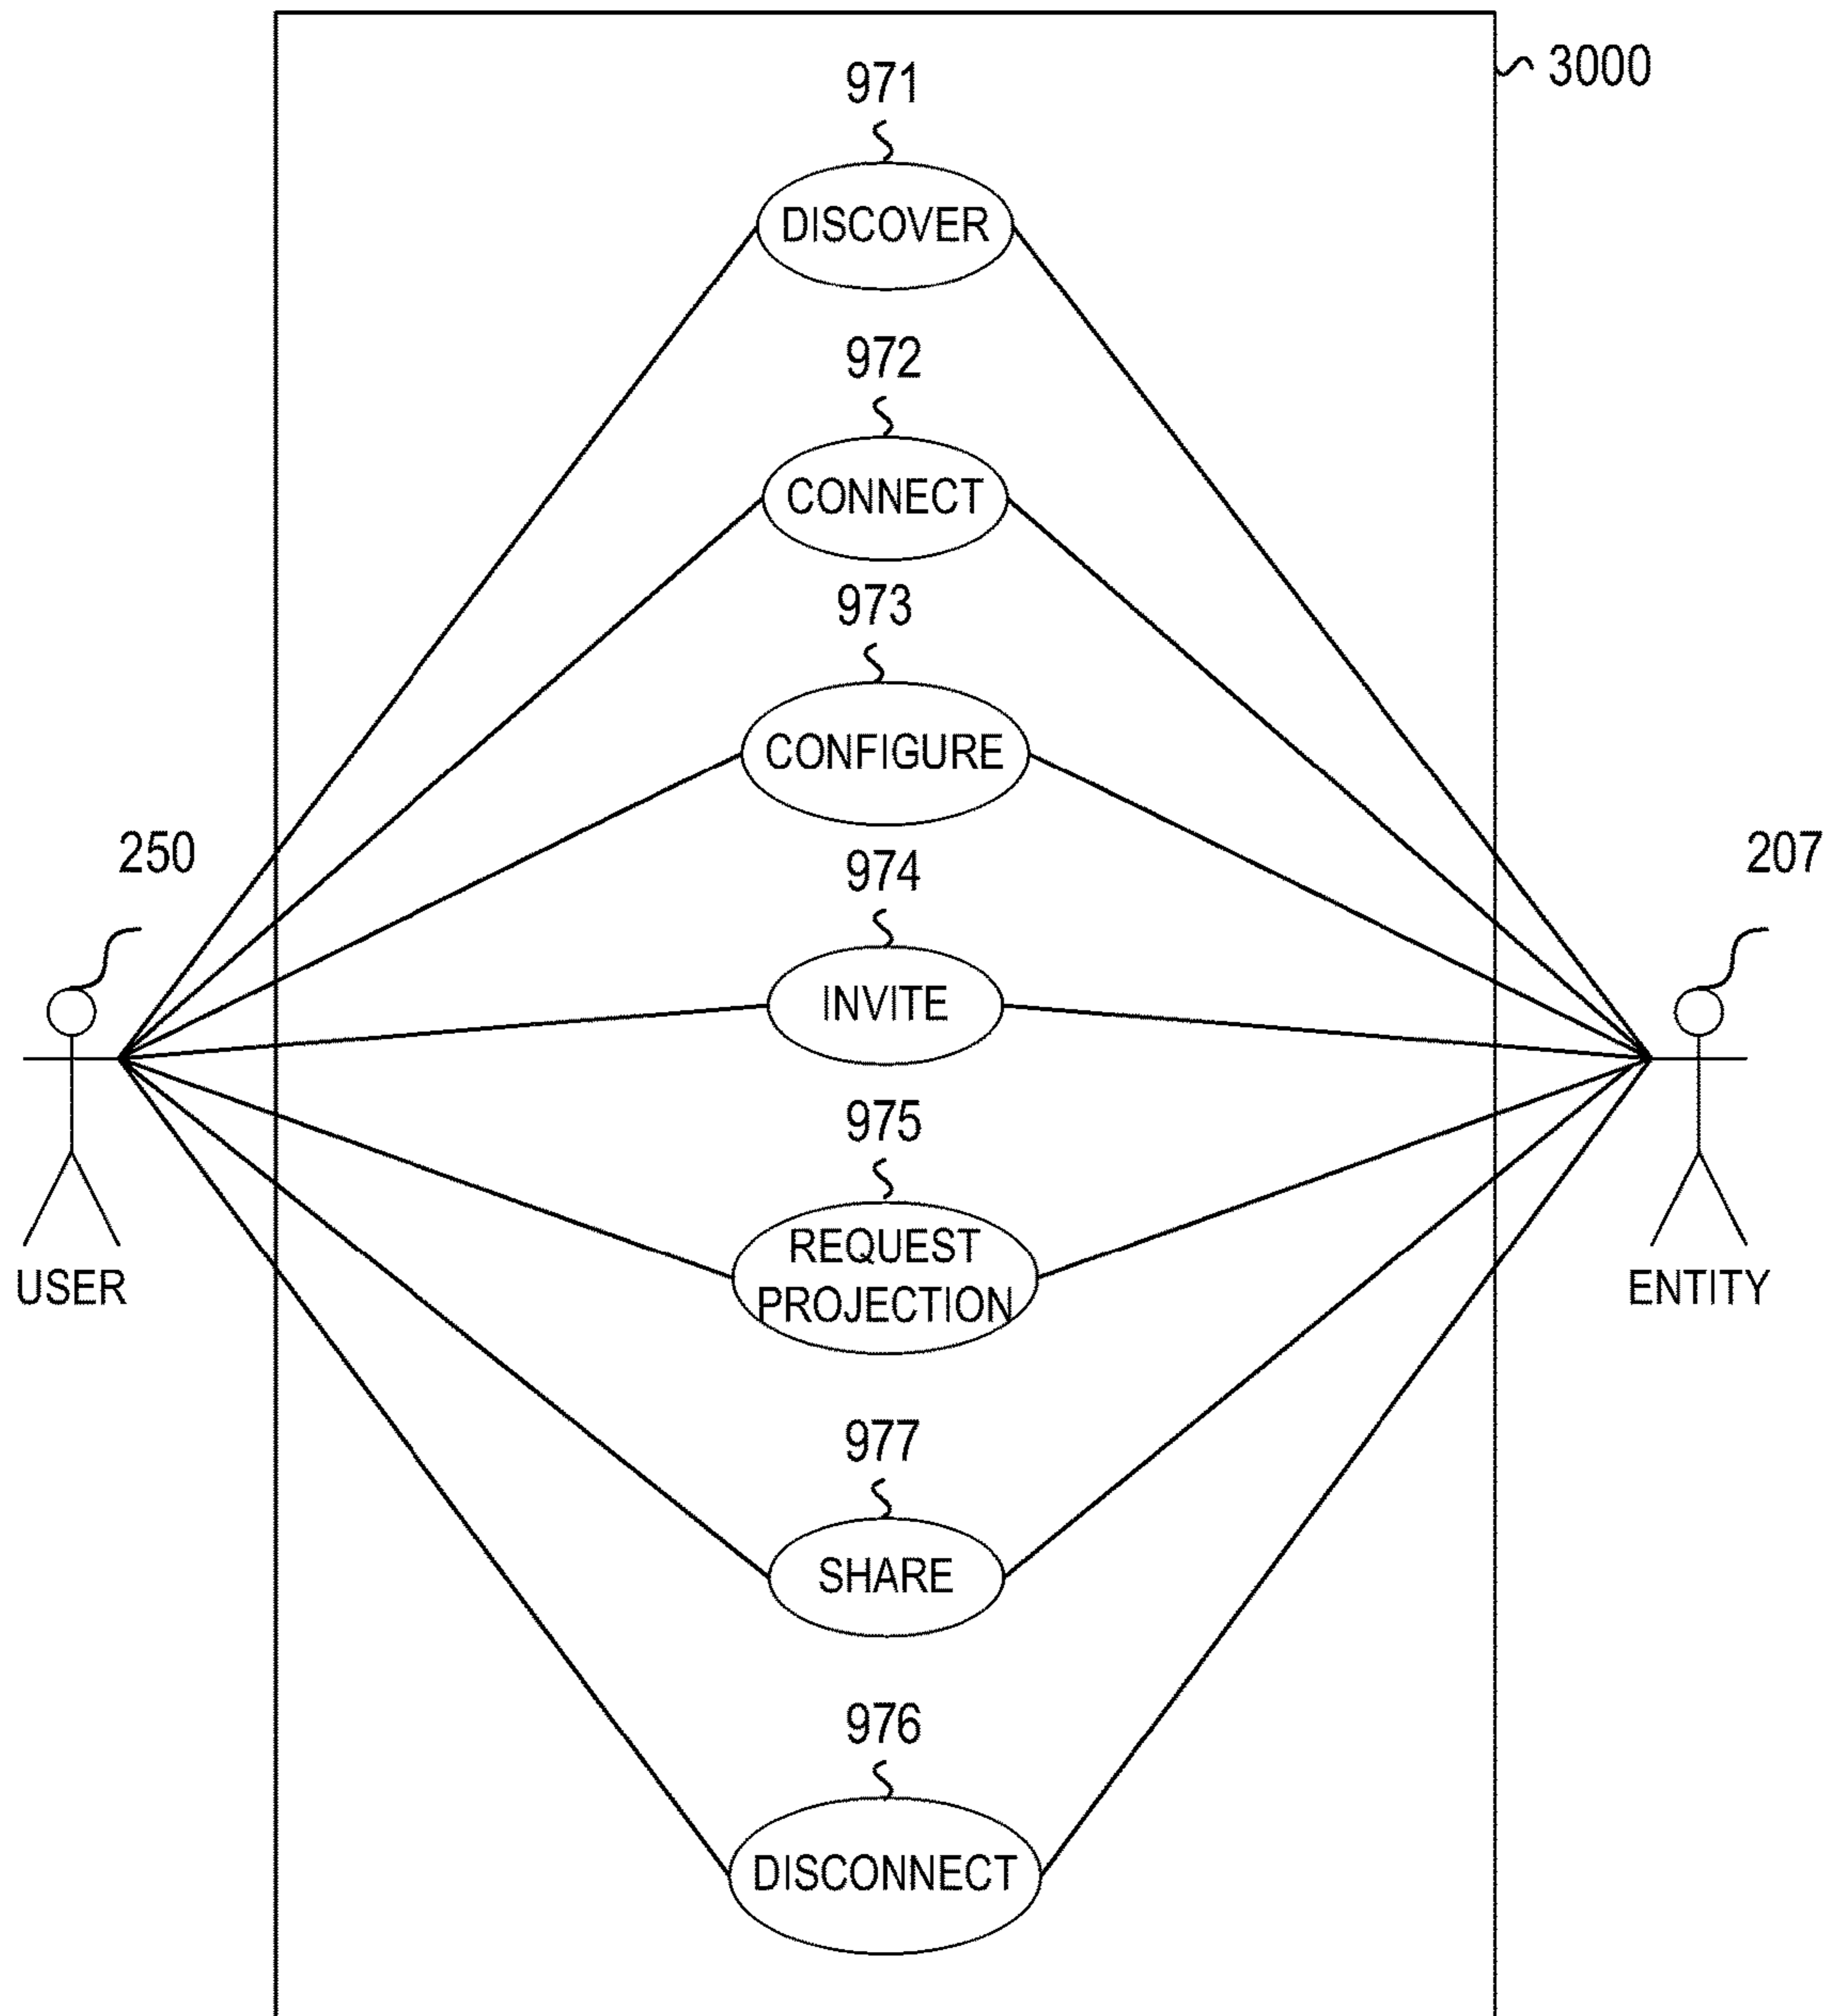 3000
971
DISCOVER
972
CONNECT
973
CONFIGURE
250
207
974
INVITE
975
REQUEST
PROJECTION
USER
ENTITY
977
SHARE
976
DISCONNECT